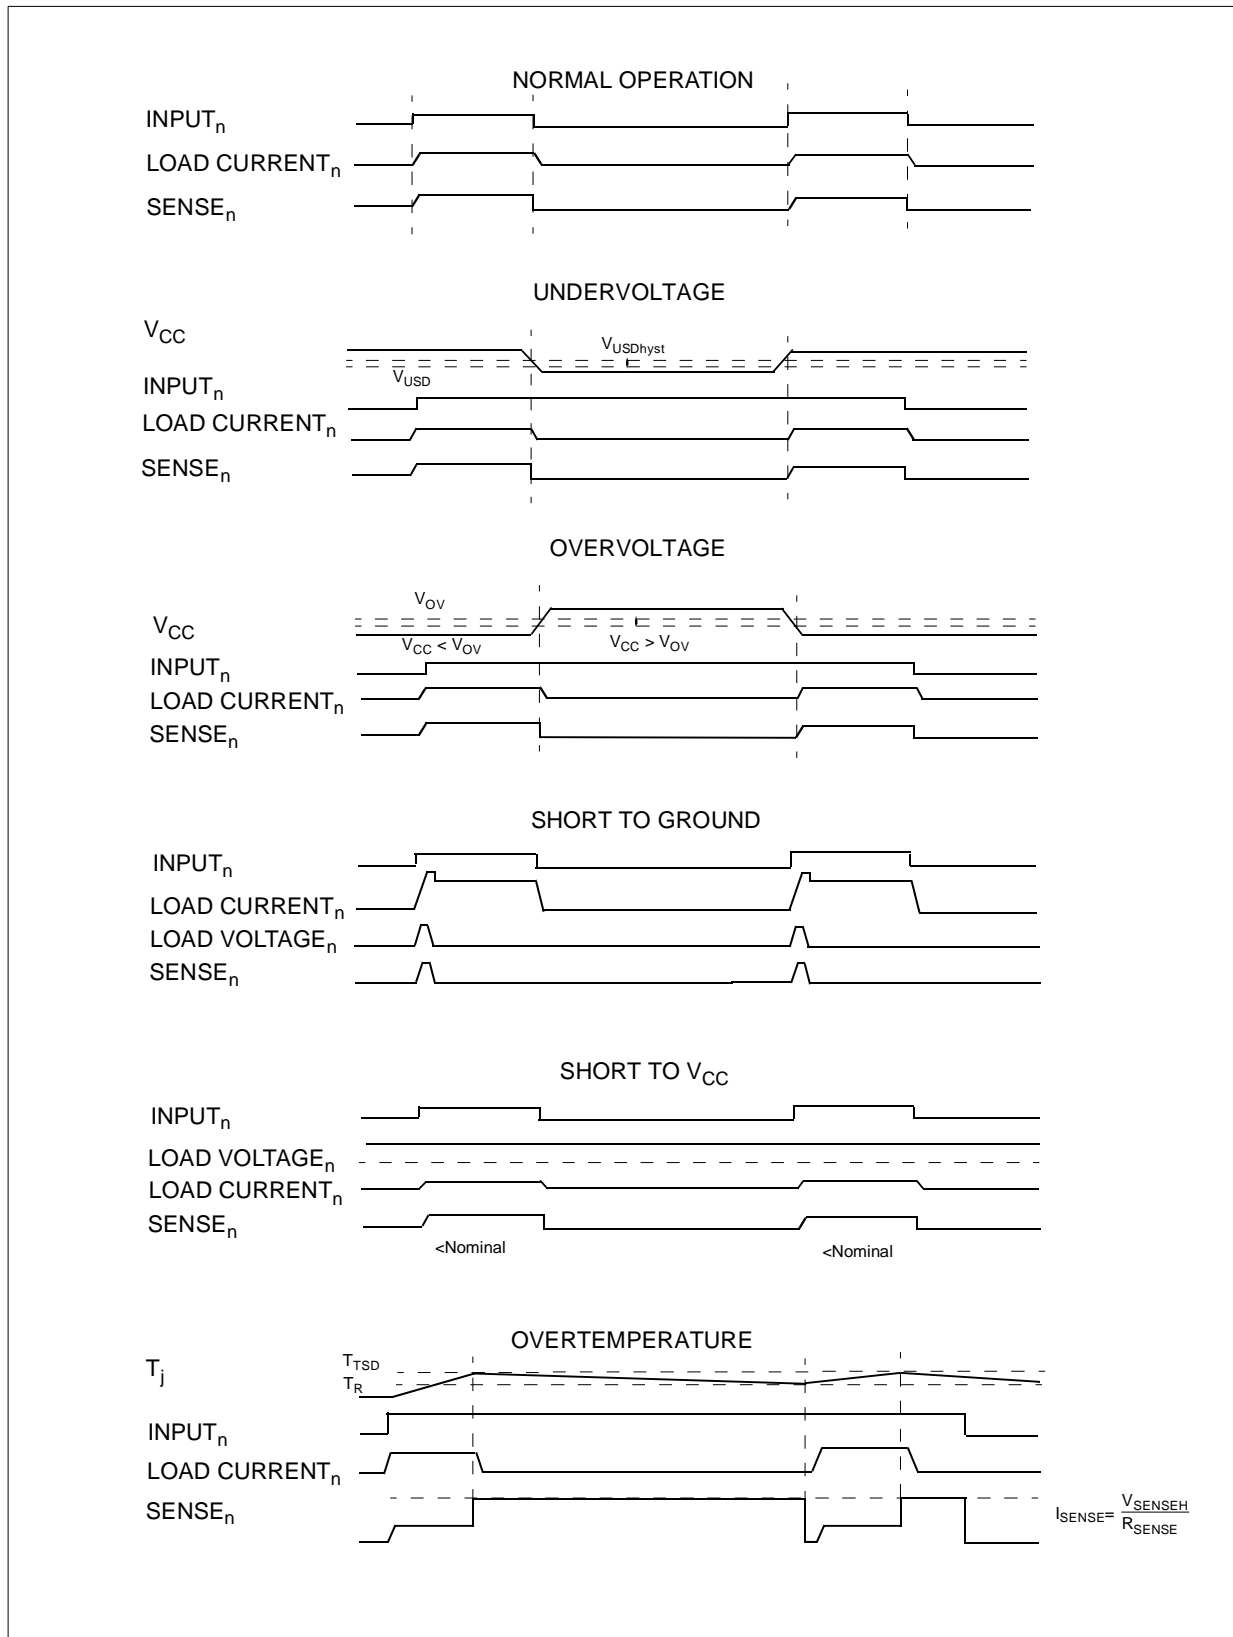 NORMAL OPERATION
INPUTn
LOAD CURRENTn
SENSEn
UNDERVOLTAGE
VCC
VUSDhyst
VUSD
INPUTn
LOAD CURRENTn
SENSEn
OVERVOLTAGE
VOV
VCC
VCC < VOV
VCC > VOV
INPUTn
LOAD CURRENTn
SENSEn
SHORT TO GROUND
INPUTn
LOAD CURRENTn
LOAD VOLTAGEn
SENSEn
SHORT TO VCC
INPUTn
LOAD VOLTAGEn
LOAD CURRENTn
SENSEn
<Nominal
<Nominal
OVERTEMPERATURE
Tj
TTSD
TR
INPUTn
LOAD CURRENTn
SENSEn
ISENSE= VSENSEH
RSENSE